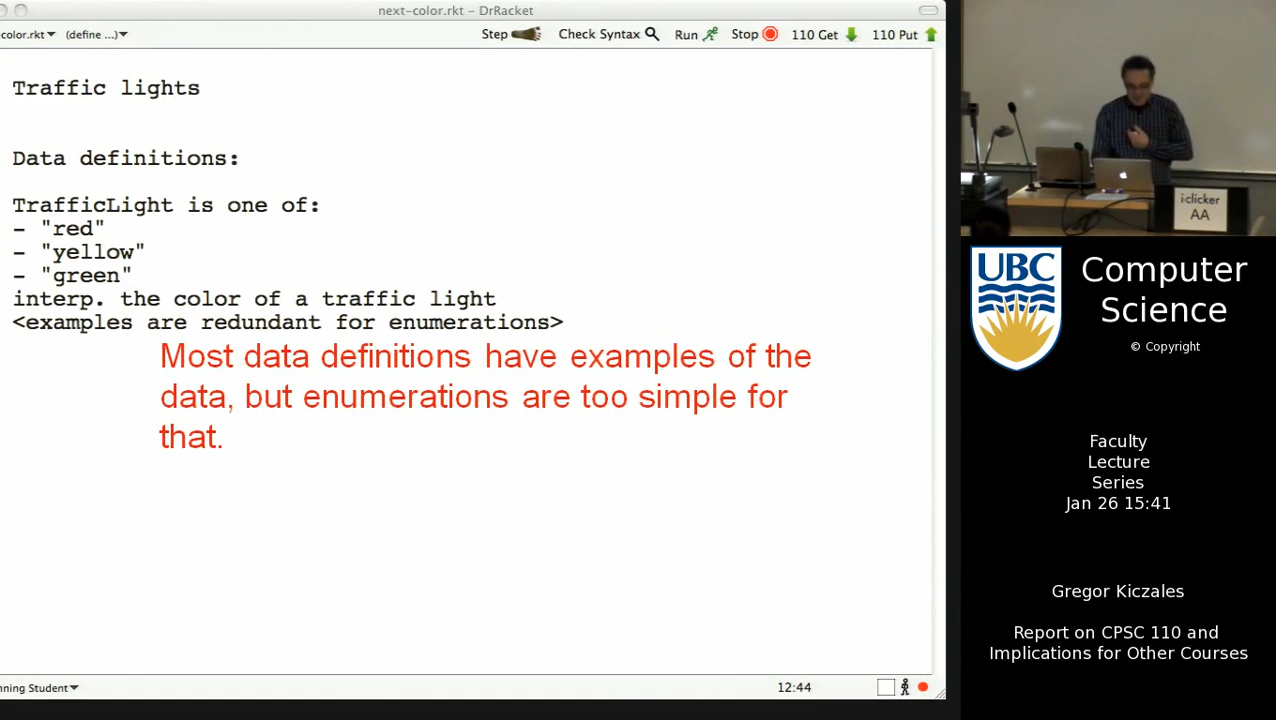 next-color.rkt - DrRacket
-color.rkt
(define ...)
Step
Check Syntax
Run
Stop
110 Get
110 Put
Traffic lights
Data definitions:
TrafficLight is one of:
- "red"
- "yellow"
- "green"
interp. the color of a traffic light
<examples are redundant for enumerations>
Most data definitions have examples of the
data, but enumerations are too simple for
that.
nning Student
12:44
i-clicker
AA
UBC
Computer
Science
© Copyright
Faculty
Lecture
Series
Jan 26 15:41
Gregor Kiczales
Report on CPSC 110 and
Implications for Other Courses